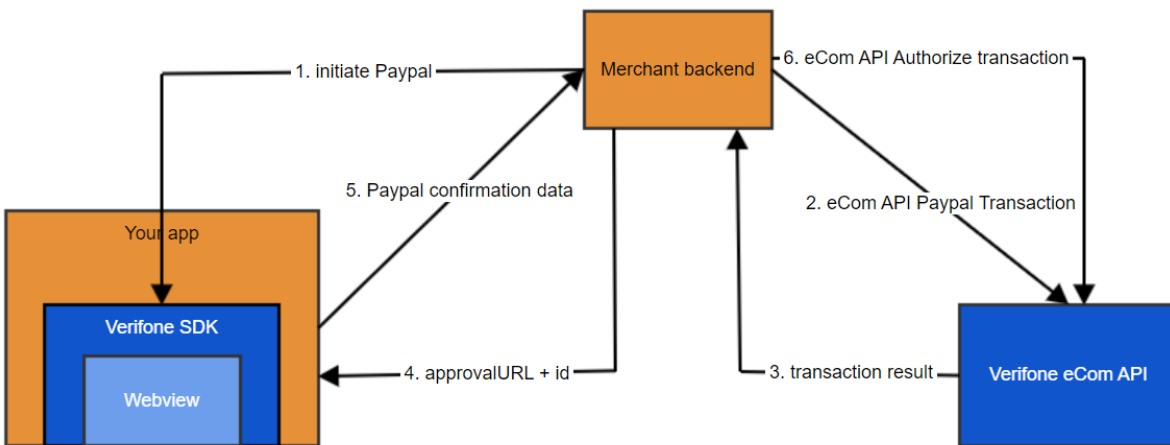 1. initiate Paypal
Merchant backend
6. eCom API Authorize transaction
5. Paypal confirmation data
2. eCom API Paypal Transaction
Your app
Verifone SDK
Webview
4. approvalURL + id
3. transaction result
Verifone eCom API